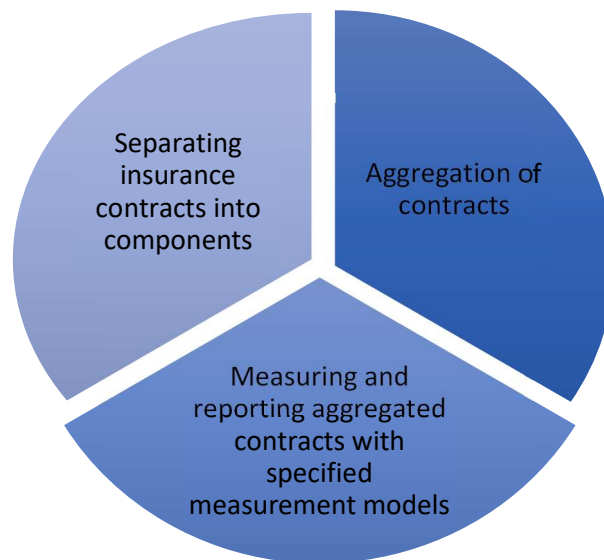 Separating
insurance
contracts into
components
Aggregation of
contracts
Measuring and
reporting aggregated
contracts with
specified
measurement models